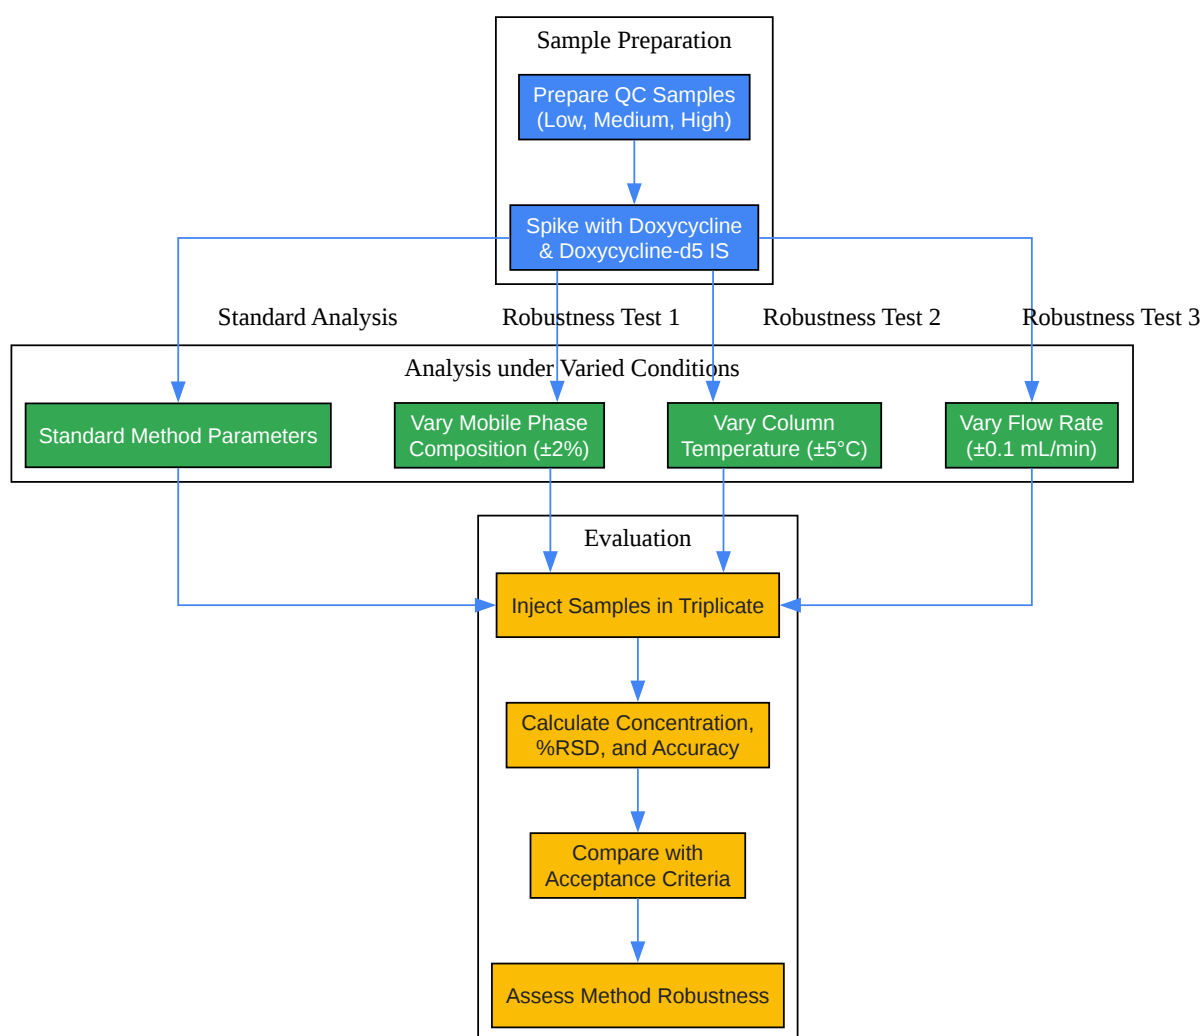 Sample Preparation
Prepare QC Samples
(Low, Medium, High)
Spike with Doxycycline
& Doxycycline-d5 IS
Standard Analysis
Robustness Test 1
Robustness Test 2
Robustness Test 3
Analysis under Varied Conditions
Standard Method Parameters
Vary Mobile Phase
Composition (±2%)
Vary Column
Temperature (±5°C)
Vary Flow Rate
(±0.1 mL/min)
Evaluation
Inject Samples in Triplicate
Calculate Concentration,
%RSD, and Accuracy
Compare with
Acceptance Criteria
Assess Method Robustness